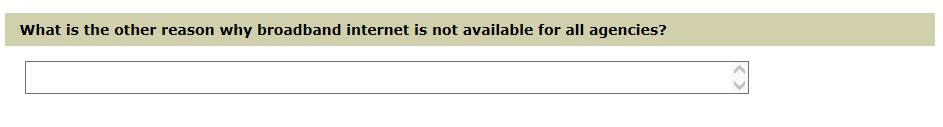 What is the other reason why broadband internet is not available for all agencies?